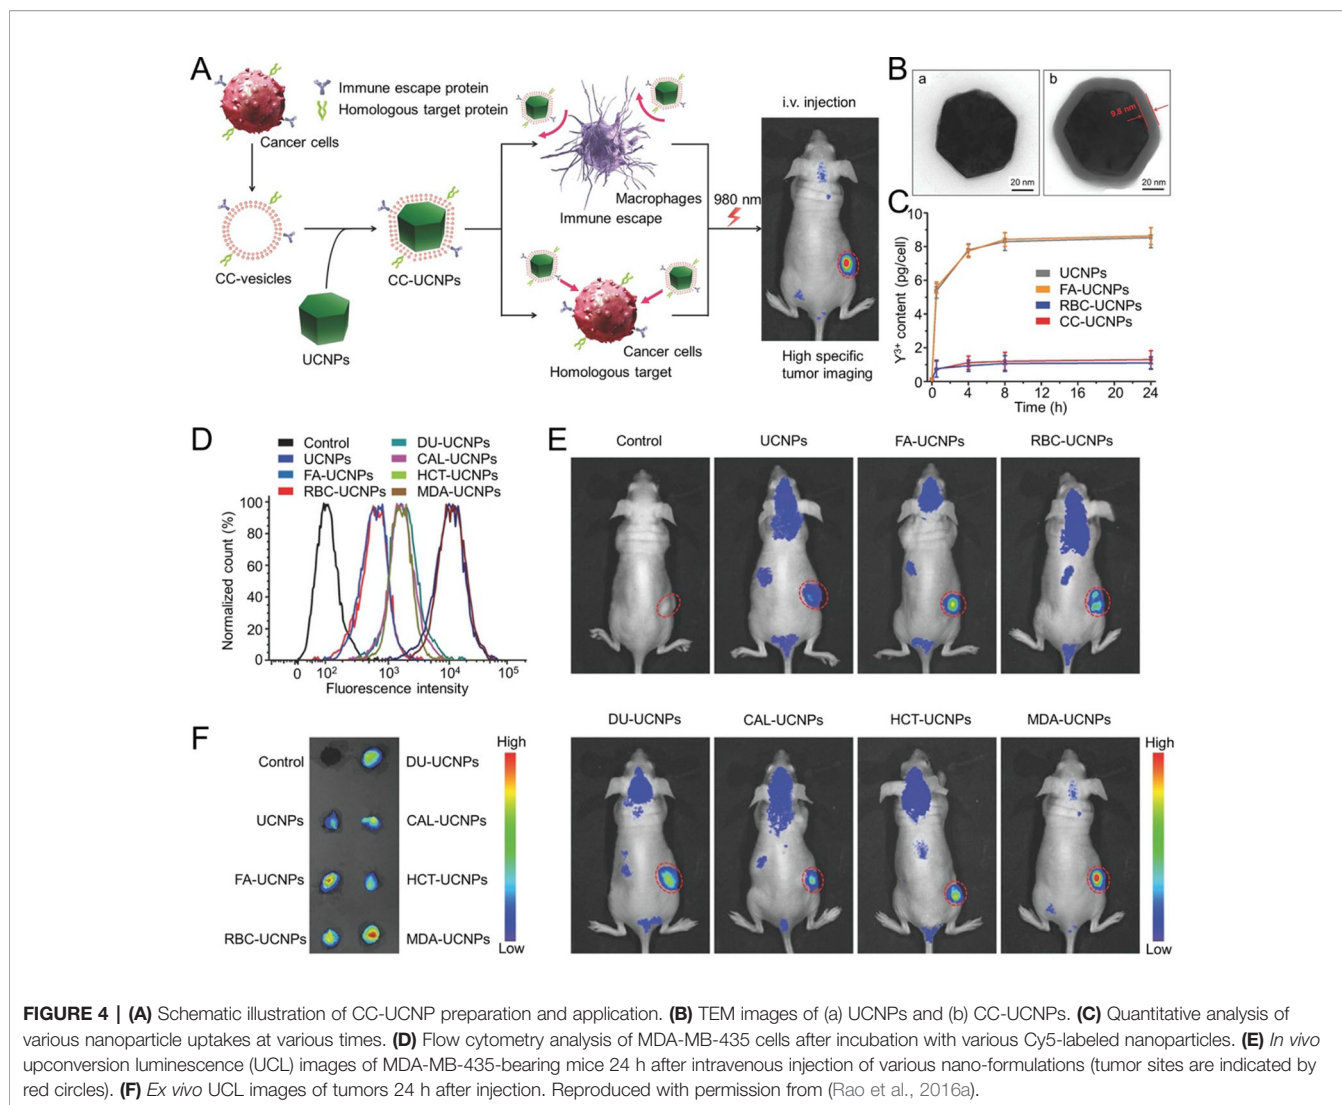 A
Immune escape protein
Homologous target protein
Cancer cells
CC-vesicles
UCNPs
CC-UCNPs
Macrophages
Immune escape
Cancer cells
Homologous target
980 nm
i.v. injection
High specific
tumor imaging
B
a
20 nm
b
9.8 nm
20 nm
C
Y3+ content (pg/cell)
10
8
6
4
2
0
UCNPs
FA-UCNPs
RBC-UCNPs
CC-UCNPs
0 4 8 12 16 20 24
Time (h)
D
Control
UCNPs
FA-UCNPs
RBC-UCNPs
DU-UCNPs
CAL-UCNPs
HCT-UCNPs
MDA-UCNPs
Normalized count (%)
100
80
60
40
20
0
0 10² 10³ 10⁴ 10⁵
Fluorescence intensity
E
Control UCNPs FA-UCNPs RBC-UCNPs
DU-UCNPs CAL-UCNPs HCT-UCNPs MDA-UCNPs
High
Low
F
Control DU-UCNPs
UCNPs CAL-UCNPs
FA-UCNPs HCT-UCNPs
RBC-UCNPs MDA-UCNPs
High
Low
FIGURE 4 | (A) Schematic illustration of CC-UCNP preparation and application. (B) TEM images of (a) UCNPs and (b) CC-UCNPs. (C) Quantitative analysis of
various nanoparticle uptakes at various times. (D) Flow cytometry analysis of MDA-MB-435 cells after incubation with various Cy5-labeled nanoparticles. (E) In vivo
upconversion luminescence (UCL) images of MDA-MB-435-bearing mice 24 h after intravenous injection of various nano-formulations (tumor sites are indicated by
red circles). (F) Ex vivo UCL images of tumors 24 h after injection. Reproduced with permission from (Rao et al., 2016a).